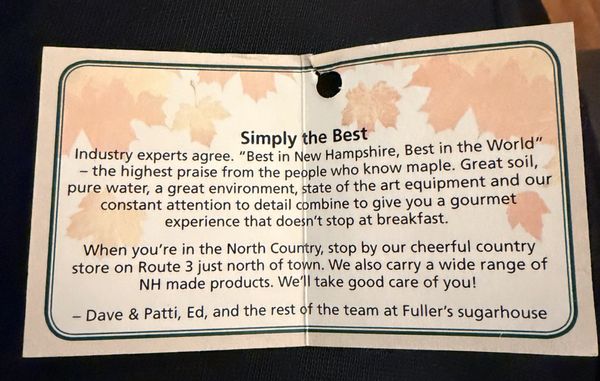 Simply the Best
Industry experts agree. “Best in New Hampshire, Best in the World”
– the highest praise from the people who know maple. Great soil,
pure water, a great environment, state of the art equipment and our
constant attention to detail combine to give you a gourmet
experience that doesn’t stop at breakfast.
When you’re in the North Country, stop by our cheerful country
store on Route 3 just north of town. We also carry a wide range of
NH made products. We’ll take good care of you!
– Dave & Patti, Ed, and the rest of the team at Fuller’s sugarhouse